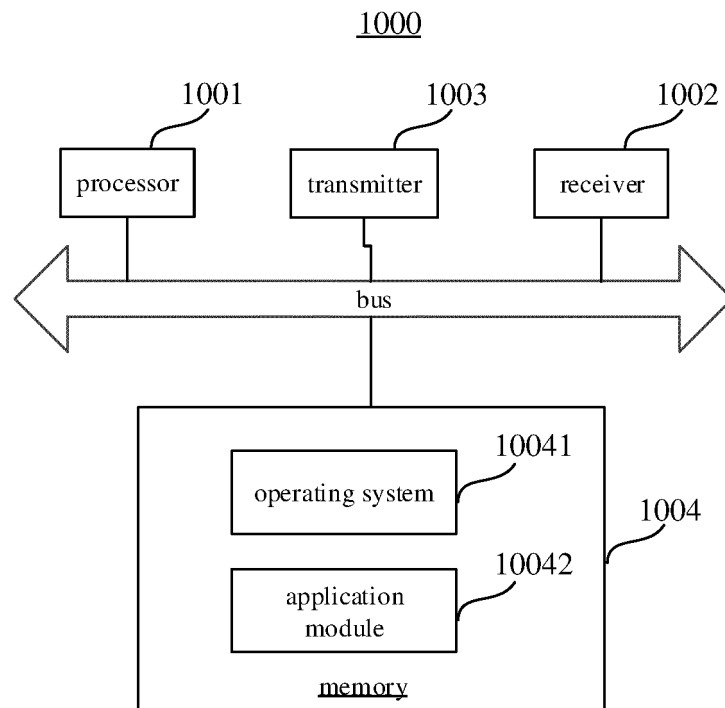 1000
1001
1003
1002
processor
transmitter
receiver
bus
10041
operating system
1004
10042
application
module
memory